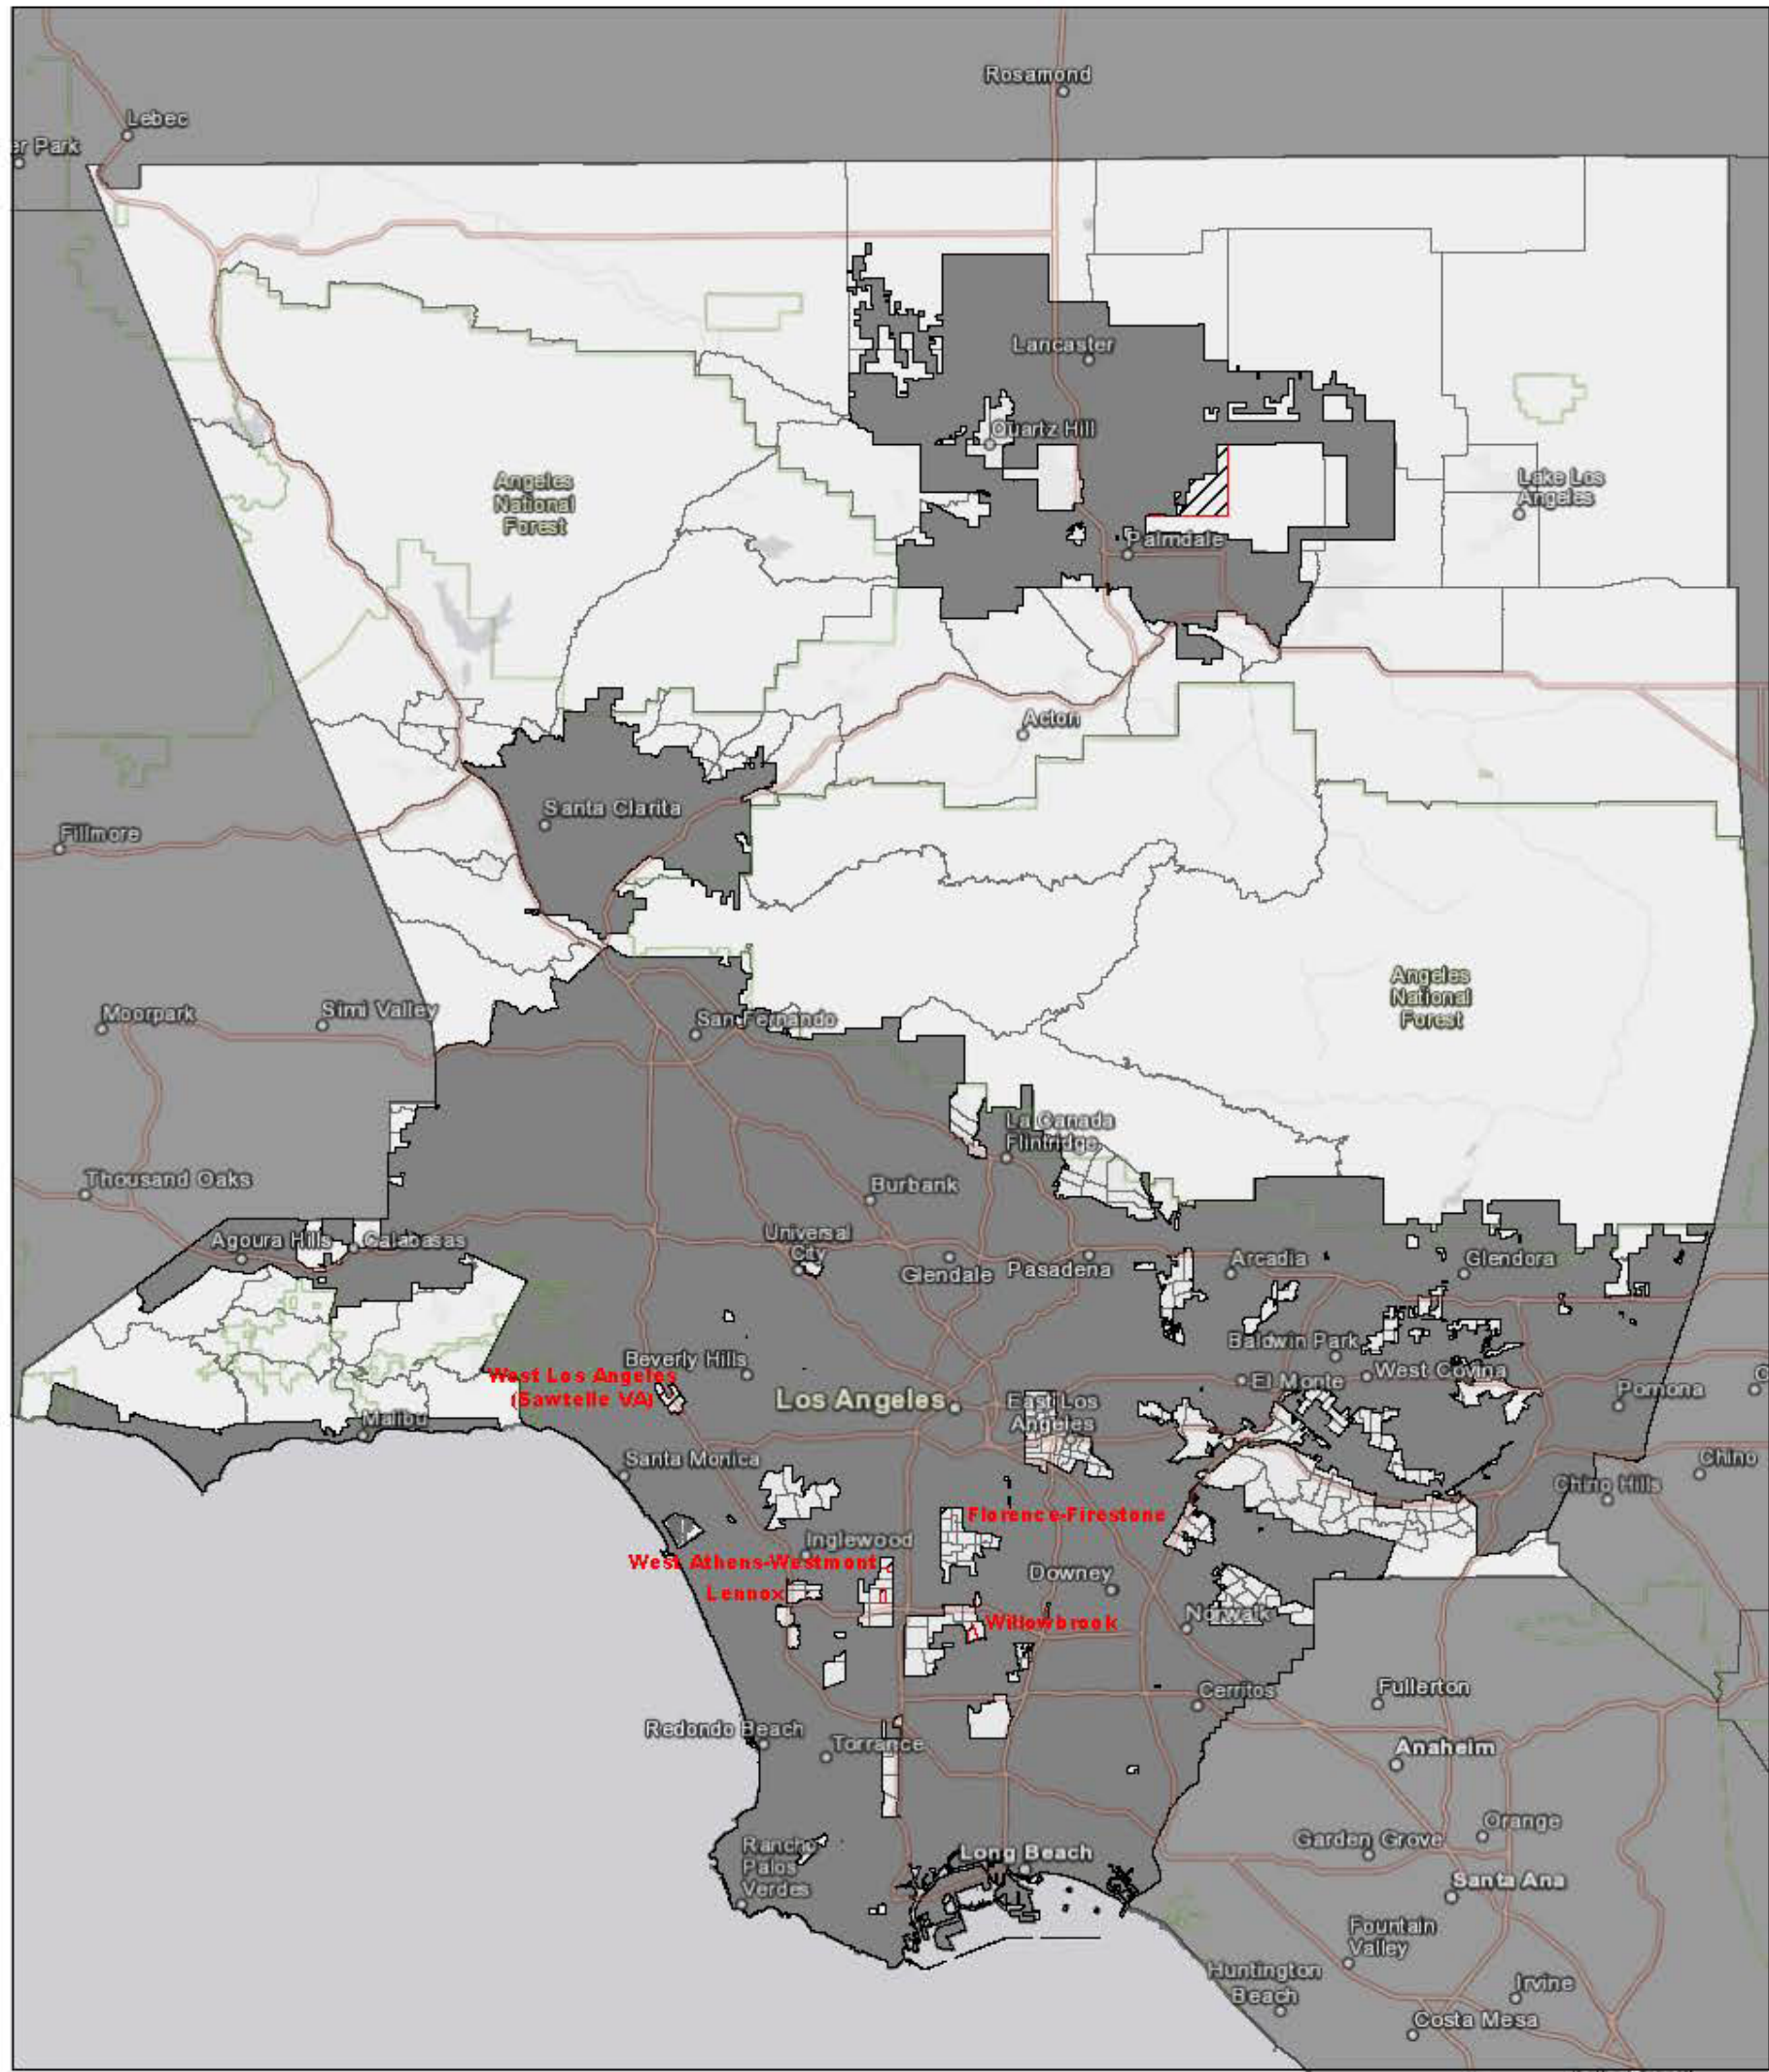 Rosamond
Lebec
er Park
Lancaster
Quartz Hill
Angeles
National
Forest
Lake Los
Angeles
Palmdale
Acton
Santa Clarita
Fillmore
Angeles
National
Forest
Moorpark
Simi Valley
San Fernando
La Canada
Flintridge
Thousand Oaks
Burbank
Agoura Hills
Calabasas
Universal
City
Glendale
Pasadena
Arcadia
Glendora
Baldwin Park
Beverly Hills
West Los Angeles
(Sawtelle VA)
El Monte
West Covina
Pomona
Los Angeles
East Los
Angeles
Malibu
Santa Monica
Chino
Chino Hills
Florence-Firestone
Inglewood
West Athens-Westmont
Downey
Lennox
Norwalk
Willowbrook
Cerritos
Fullerton
Redondo Beach
Torrance
Anaheim
Orange
Garden Grove
Rancho
Palos
Verdes
Long Beach
Santa Ana
Fountain
Valley
Huntington
Beach
Irvine
Costa Mesa